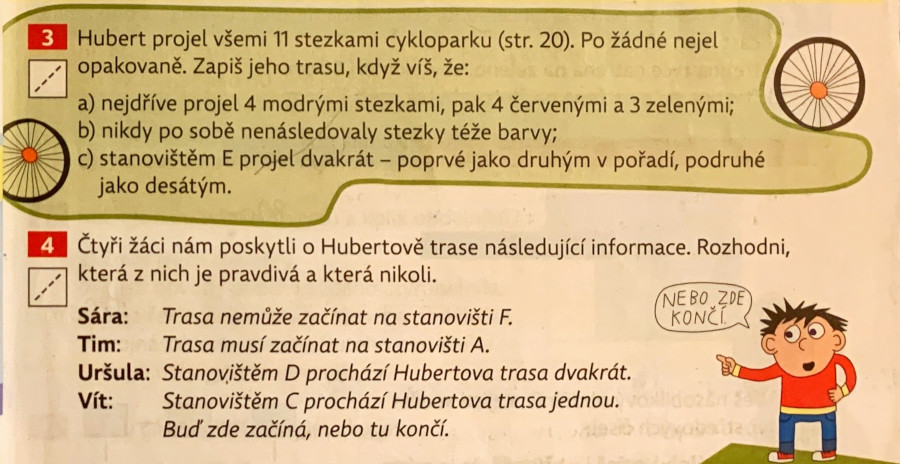 3 Hubert projel všemi 11 stezkami cykloparku (str. 20). Po žádné nejel
opakovaně. Zapiš jeho trasu, když víš, že:
a) nejdříve projel 4 modrými stezkami, pak 4 červenými a 3 zelenými;
b) nikdy po sobě nenásledovaly stezky téže barvy;
c) stanovištěm E projel dvakrát – poprvé jako druhým v pořadí, podruhé
jako desátým.
4 Čtyři žáci nám poskytli o Hubertově trase následující informace. Rozhodni,
která z nich je pravdivá a která nikoli.
Sára: Trasa nemůže začínat na stanovišti F.
Tim: Trasa musí začínat na stanovišti A.
Uršula: Stanovištěm D prochází Hubertova trasa dvakrát.
Vít: Stanovištěm C prochází Hubertova trasa jednou.
Buď zde začíná, nebo tu končí.
NEBO ZDE
KONČÍ.